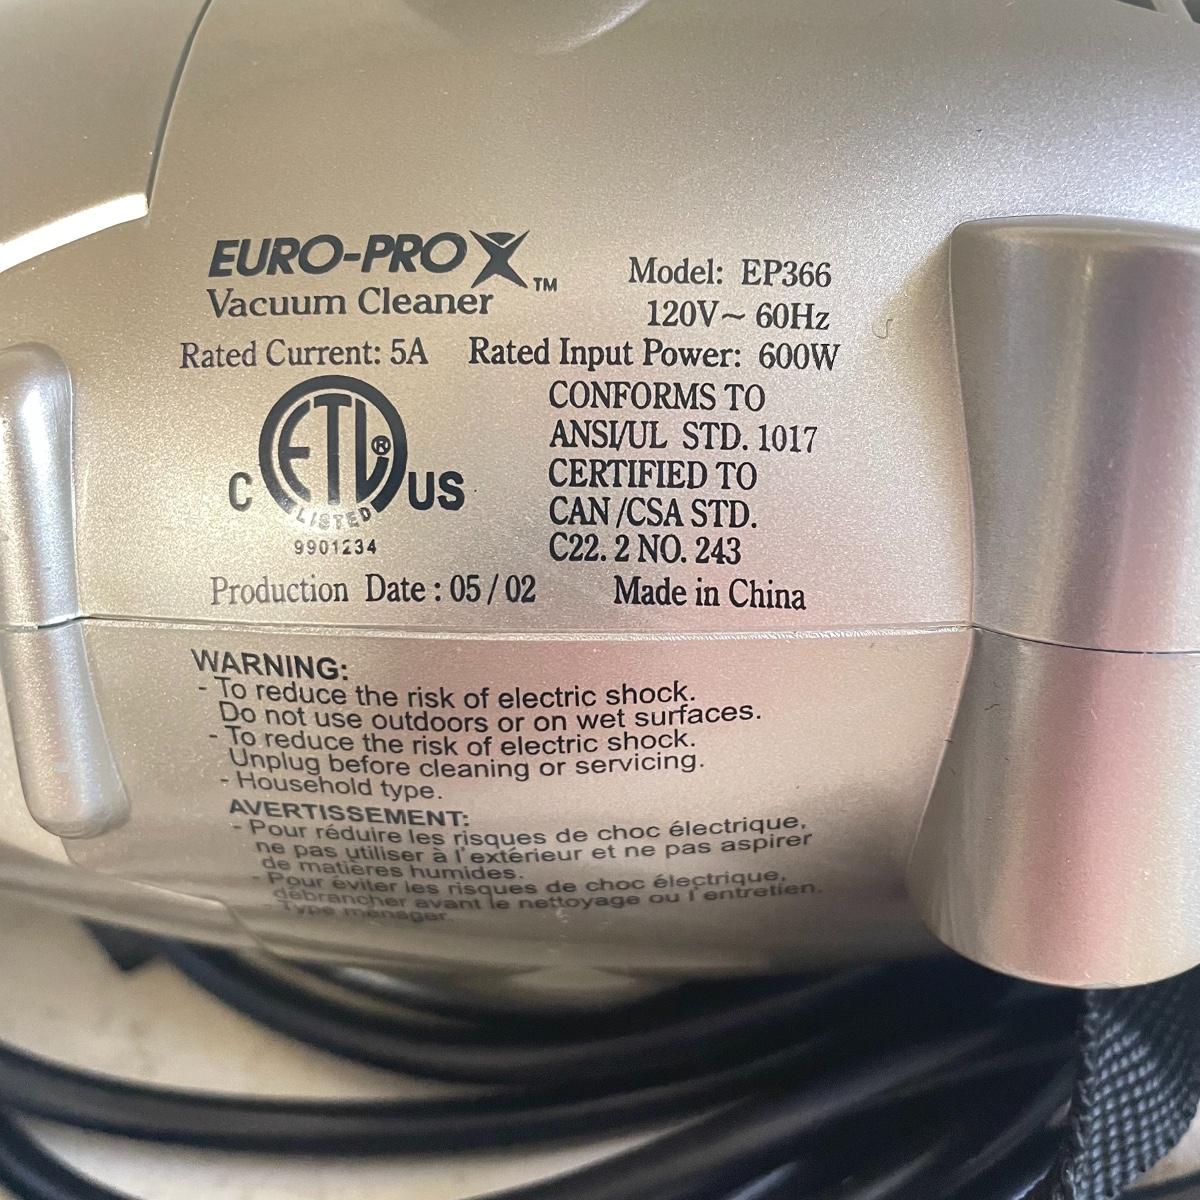 EURO-PRO X™
Vacuum Cleaner
Model: EP366
120V~ 60Hz
Rated Current: 5A Rated Input Power: 600W
ETL®
C US
LISTED
9901234
CONFORMS TO
ANSI/UL STD. 1017
CERTIFIED TO
CAN /CSA STD.
C22. 2 NO. 243
Production Date : 05 / 02 Made in China
WARNING:
- To reduce the risk of electric shock.
Do not use outdoors or on wet surfaces.
- To reduce the risk of electric shock.
Unplug before cleaning or servicing.
- Household type.
AVERTISSEMENT:
- Pour réduire les risques de choc électrique,
ne pas utiliser à l'extérieur et ne pas aspirer
de matières humides.
- Pour éviter les risques de choc électrique,
débrancher avant le nettoyage ou l'entretien.
- Type ménager.